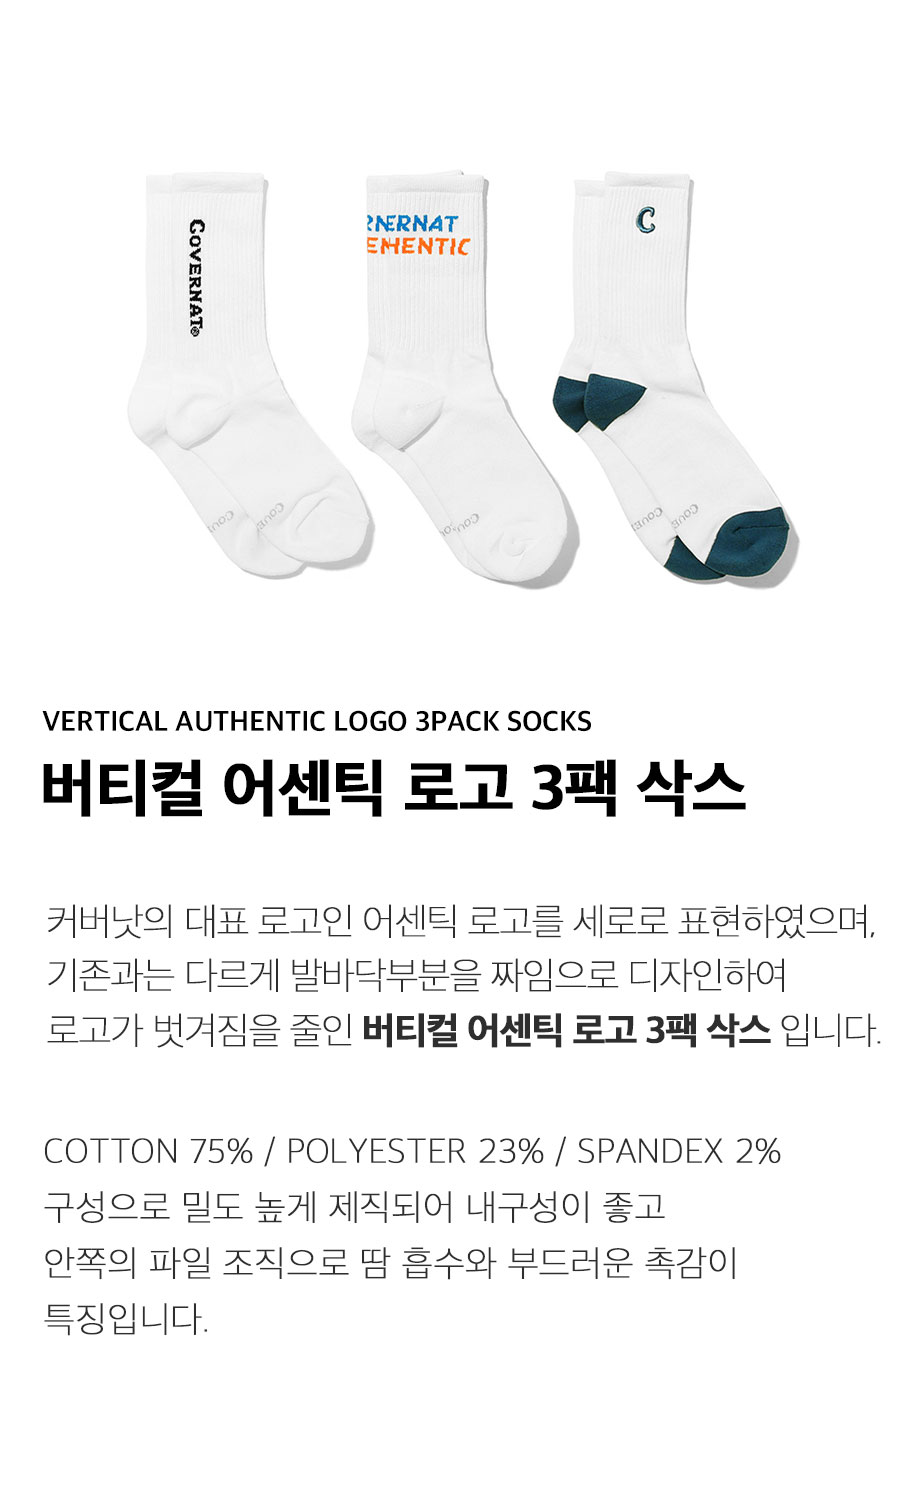 COVERNAT
RNERNAT
EMENTIC
C
VERTICAL AUTHENTIC LOGO 3PACK SOCKS
버티컬 어센틱 로고 3팩 삭스
커버낫의 대표 로고인 어센틱 로고를 세로로 표현하였으며,
기존과는 다르게 발바닥부분을 짜임으로 디자인하여
로고가 벗겨짐을 줄인 버티컬 어센틱 로고 3팩 삭스 입니다.
COTTON 75% / POLYESTER 23% / SPANDEX 2%
구성으로 밀도 높게 제직되어 내구성이 좋고
안쪽의 파일 조직으로 땀 흡수와 부드러운 촉감이
특징입니다.